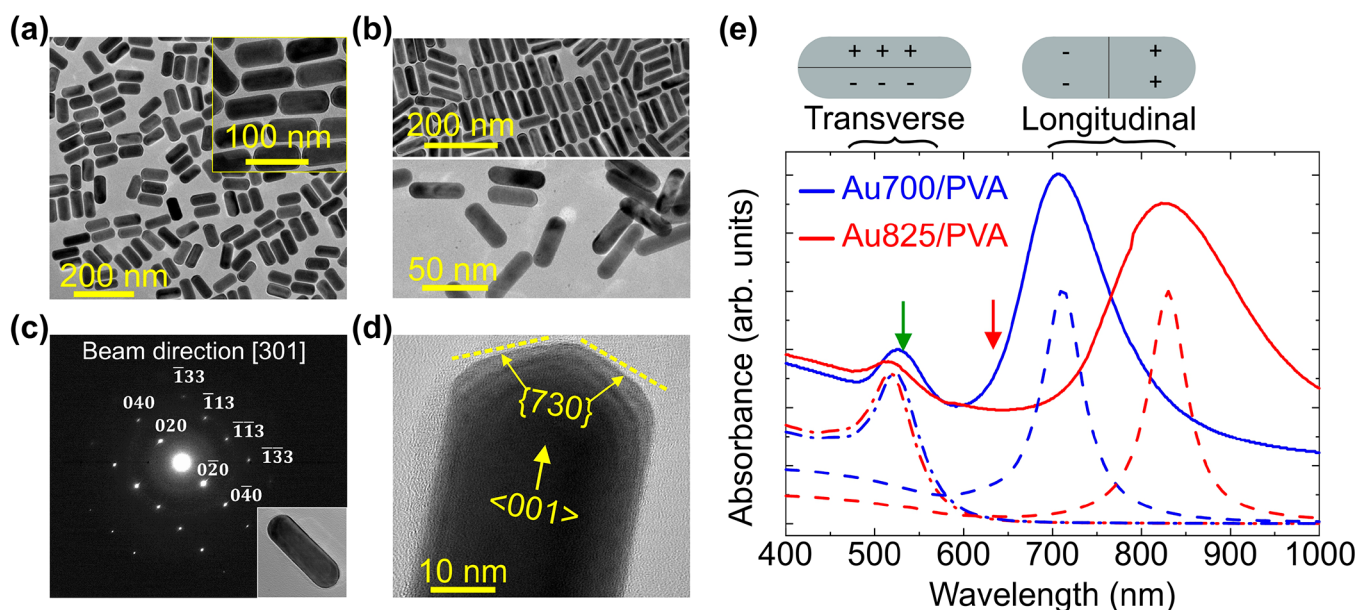 (a)
100 nm
200 nm
(b)
200 nm
50 nm
(c)
Beam direction [301]
1̅33
040
1̅13
020
1̅1̅3
1̅3̅3
02̅0
04̅0
(d)
{730}
<001>
10 nm
(e)
+ + +
- - -
- +
- +
Transverse
Longitudinal
Au700/PVA
Au825/PVA
Absorbance (arb. units)
400 500 600 700 800 900 1000
Wavelength (nm)